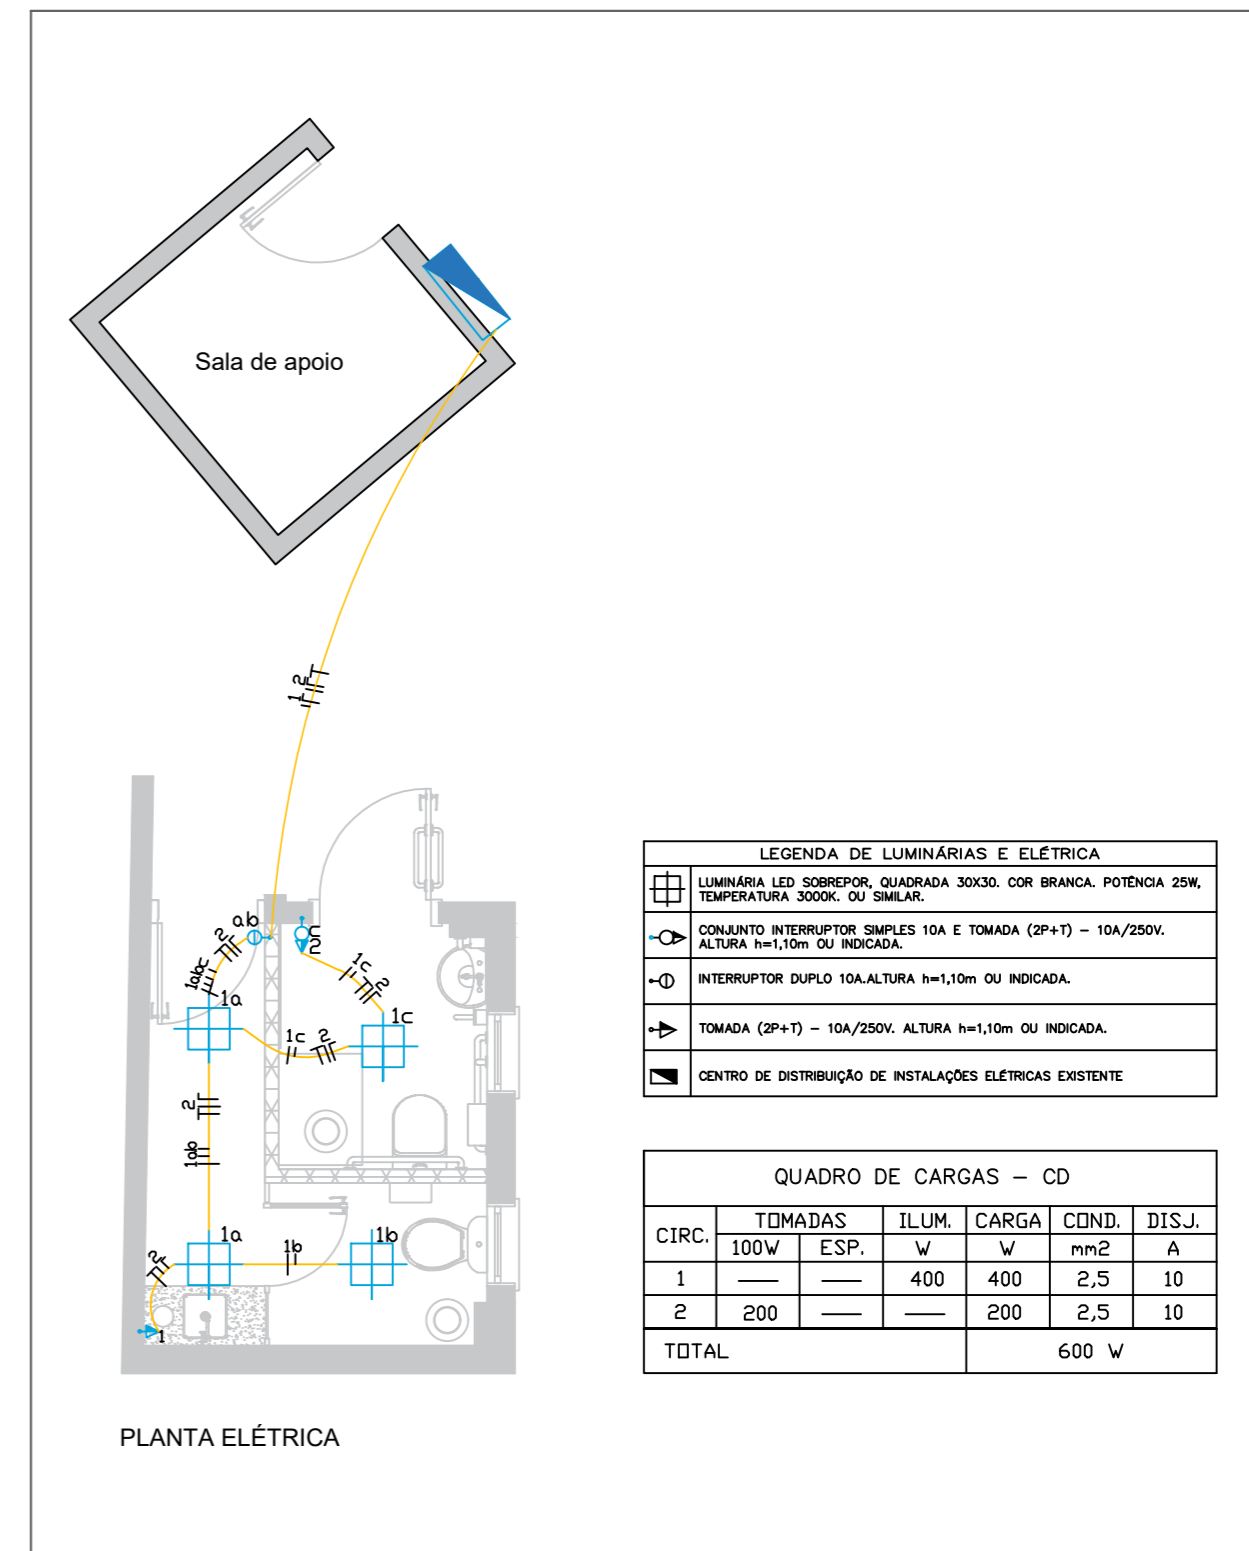 Sala de apoio
1 2
ab
c
2
2
1abc
1a
1c
2
1c
1c
2
2
1ab
1a
1b
1b
2
1
PLANTA ELÉTRICA
LEGENDA DE LUMINÁRIAS E ELÉTRICA
LUMINÁRIA LED SOBREPOR, QUADRADA 30X30. COR BRANCA. POTÊNCIA 25W,
TEMPERATURA 3000K. OU SIMILAR.
CONJUNTO INTERRUPTOR SIMPLES 10A E TOMADA (2P+T) – 10A/250V.
ALTURA h=1,10m OU INDICADA.
INTERRUPTOR DUPLO 10A.ALTURA h=1,10m OU INDICADA.
TOMADA (2P+T) – 10A/250V. ALTURA h=1,10m OU INDICADA.
CENTRO DE DISTRIBUIÇÃO DE INSTALAÇÕES ELÉTRICAS EXISTENTE
QUADRO DE CARGAS – CD
CIRC. TOMADAS ILUM. CARGA COND. DISJ.
100W ESP. W W mm2 A
1 — — 400 400 2,5 10
2 200 — — 200 2,5 10
TOTAL 600 W